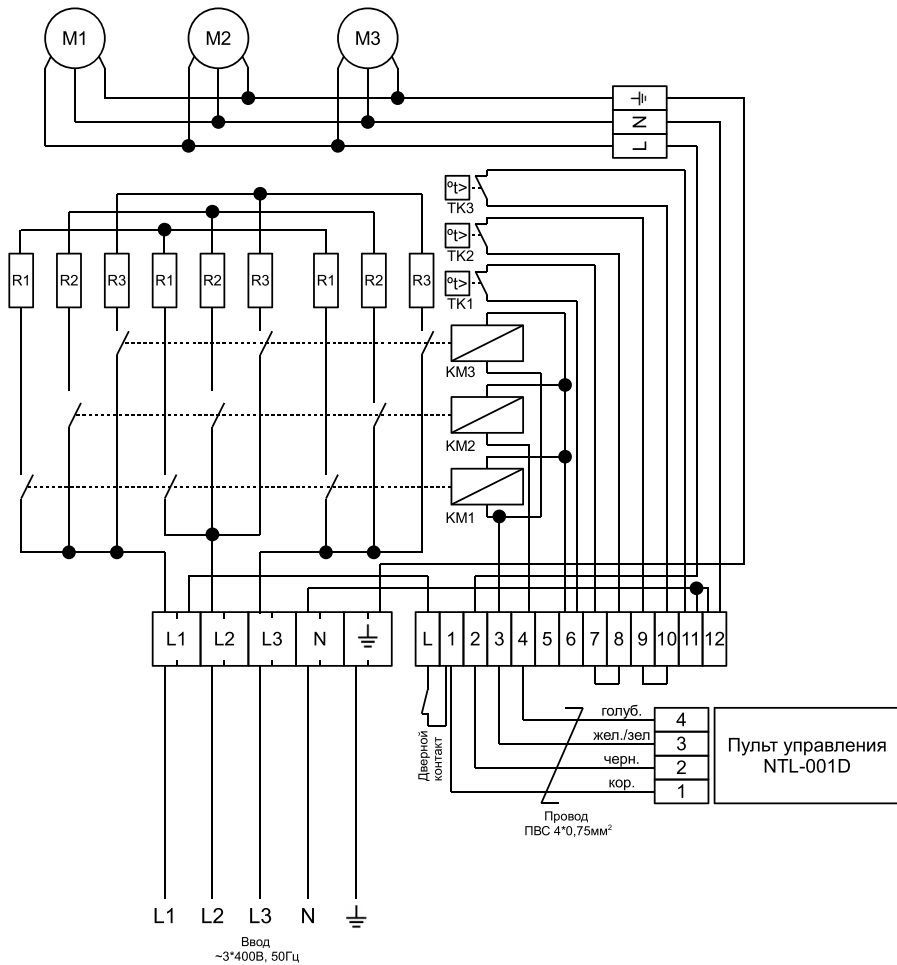 M1 M2 M3
N
L
°t>
TK3
°t>
TK2
R1 R2 R3 R1 R2 R3 R1 R2 R3
°t>
TK1
KM3
KM2
KM1
L1 L2 L3 N
L 1 2 3 4 5 6 7 8 9 10 11 12
Дверной
контакт
голуб. 4
жел./зел 3
черн. 2
кор. 1
Пульт управления
NTL-001D
Провод
ПВС 4*0,75мм²
L1 L2 L3 N
Ввод
~3*400В, 50Гц